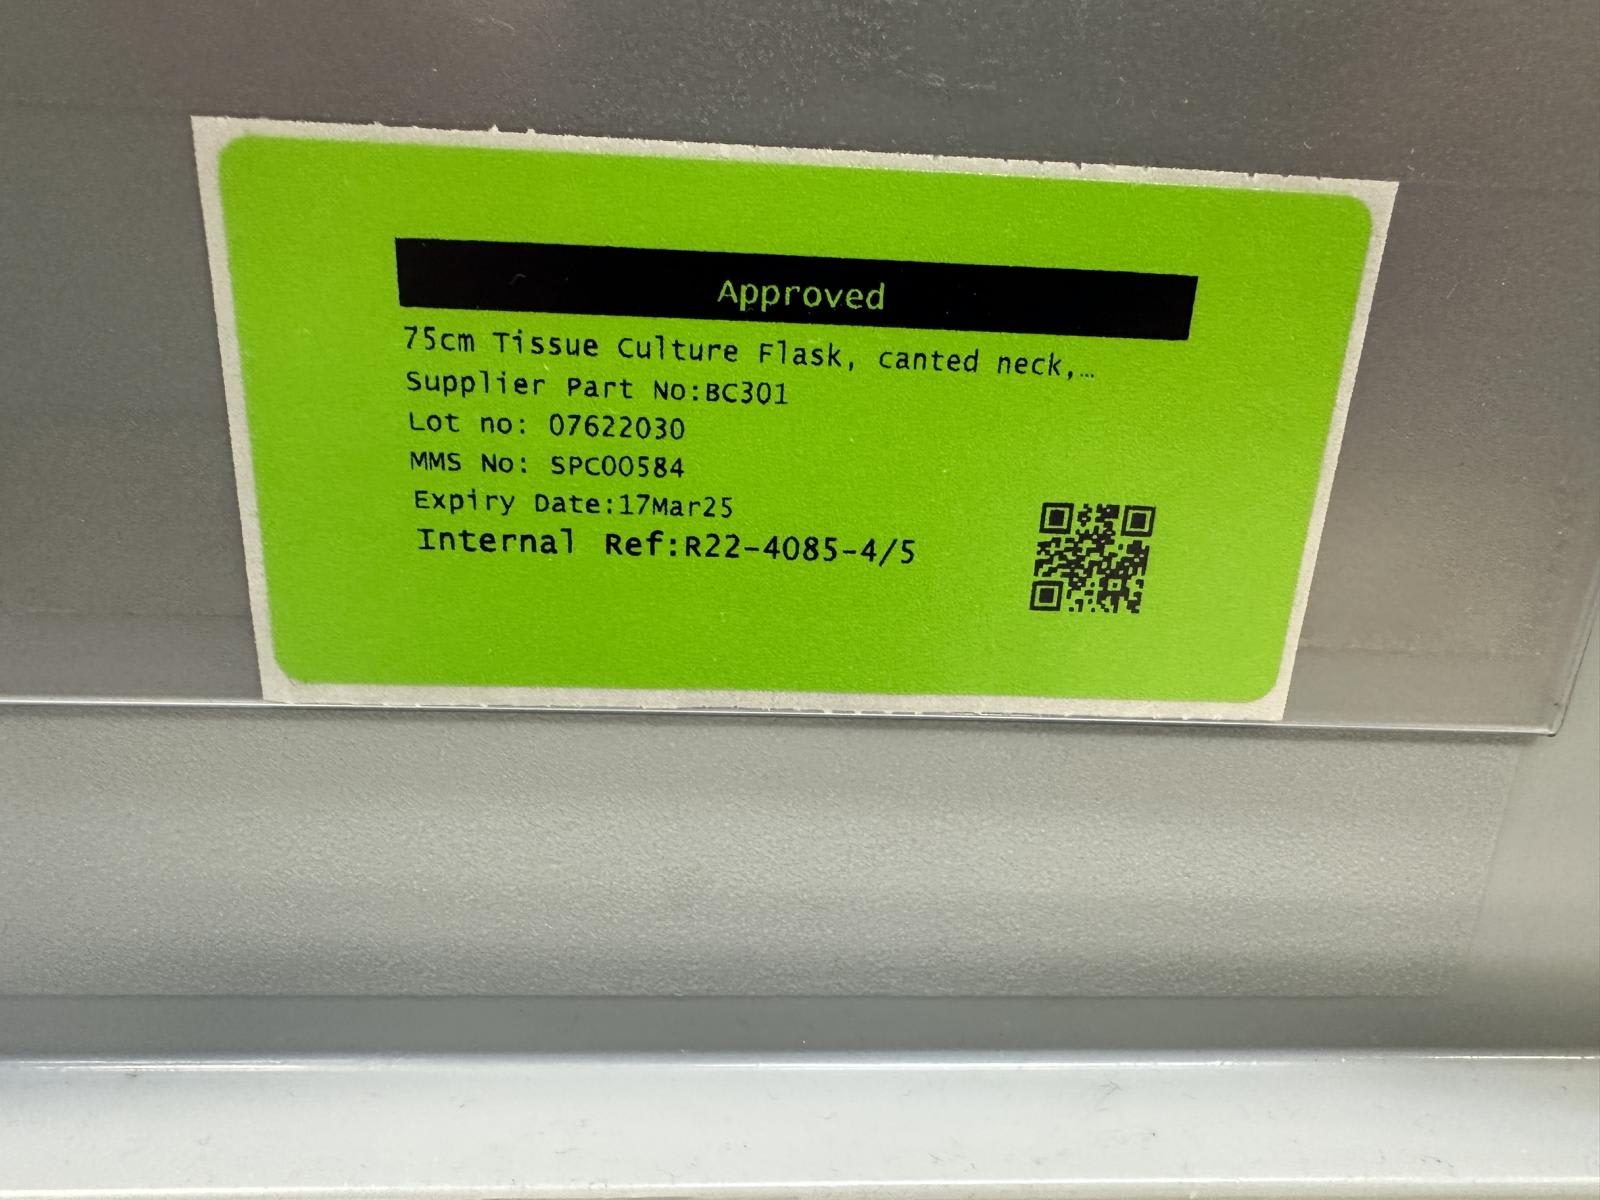 Approved
75cm Tissue Culture Flask, canted neck,…
Supplier Part No:BC301
Lot no: 07622030
MMS No: SPC00584
Expiry Date:17Mar25
Internal Ref:R22-4085-4/5